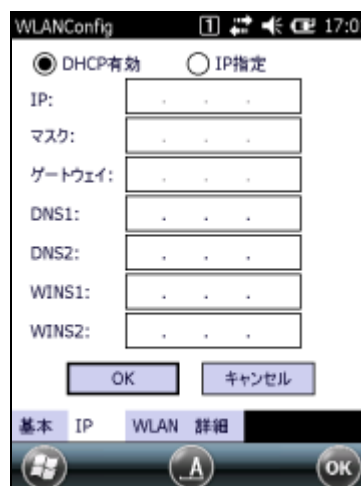 WLANConfig 1 17:0
DHCP有効 IP指定
IP:
マスク:
ゲートウェイ:
DNS1:
DNS2:
WINS1:
WINS2:
OK キャンセル
基本 IP WLAN 詳細
A OK